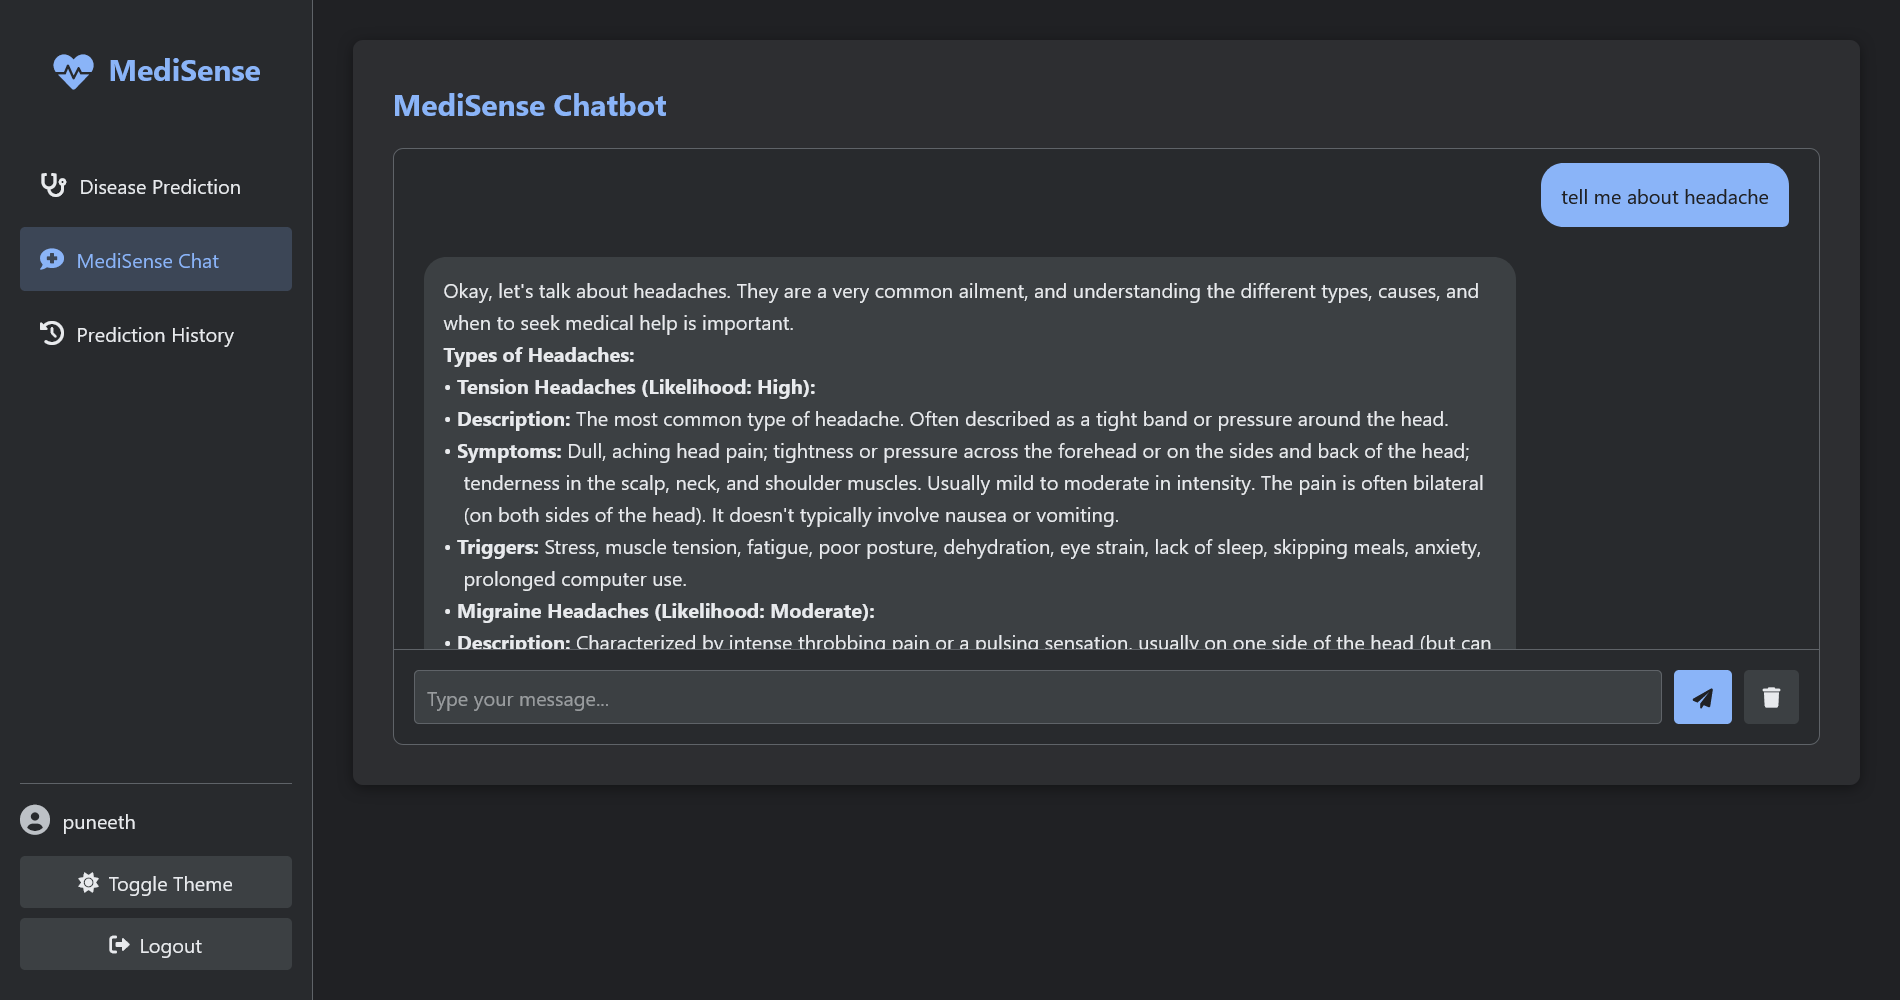 MediSense
Disease Prediction
MediSense Chat
Prediction History
puneeth
Toggle Theme
Logout
MediSense Chatbot
tell me about headache
Okay, let's talk about headaches. They are a very common ailment, and understanding the different types, causes, and
when to seek medical help is important.
Types of Headaches:
• Tension Headaches (Likelihood: High):
• Description: The most common type of headache. Often described as a tight band or pressure around the head.
• Symptoms: Dull, aching head pain; tightness or pressure across the forehead or on the sides and back of the head;
tenderness in the scalp, neck, and shoulder muscles. Usually mild to moderate in intensity. The pain is often bilateral
(on both sides of the head). It doesn't typically involve nausea or vomiting.
• Triggers: Stress, muscle tension, fatigue, poor posture, dehydration, eye strain, lack of sleep, skipping meals, anxiety,
prolonged computer use.
• Migraine Headaches (Likelihood: Moderate):
• Description: Characterized by intense throbbing pain or a pulsing sensation, usually on one side of the head (but can
Type your message...